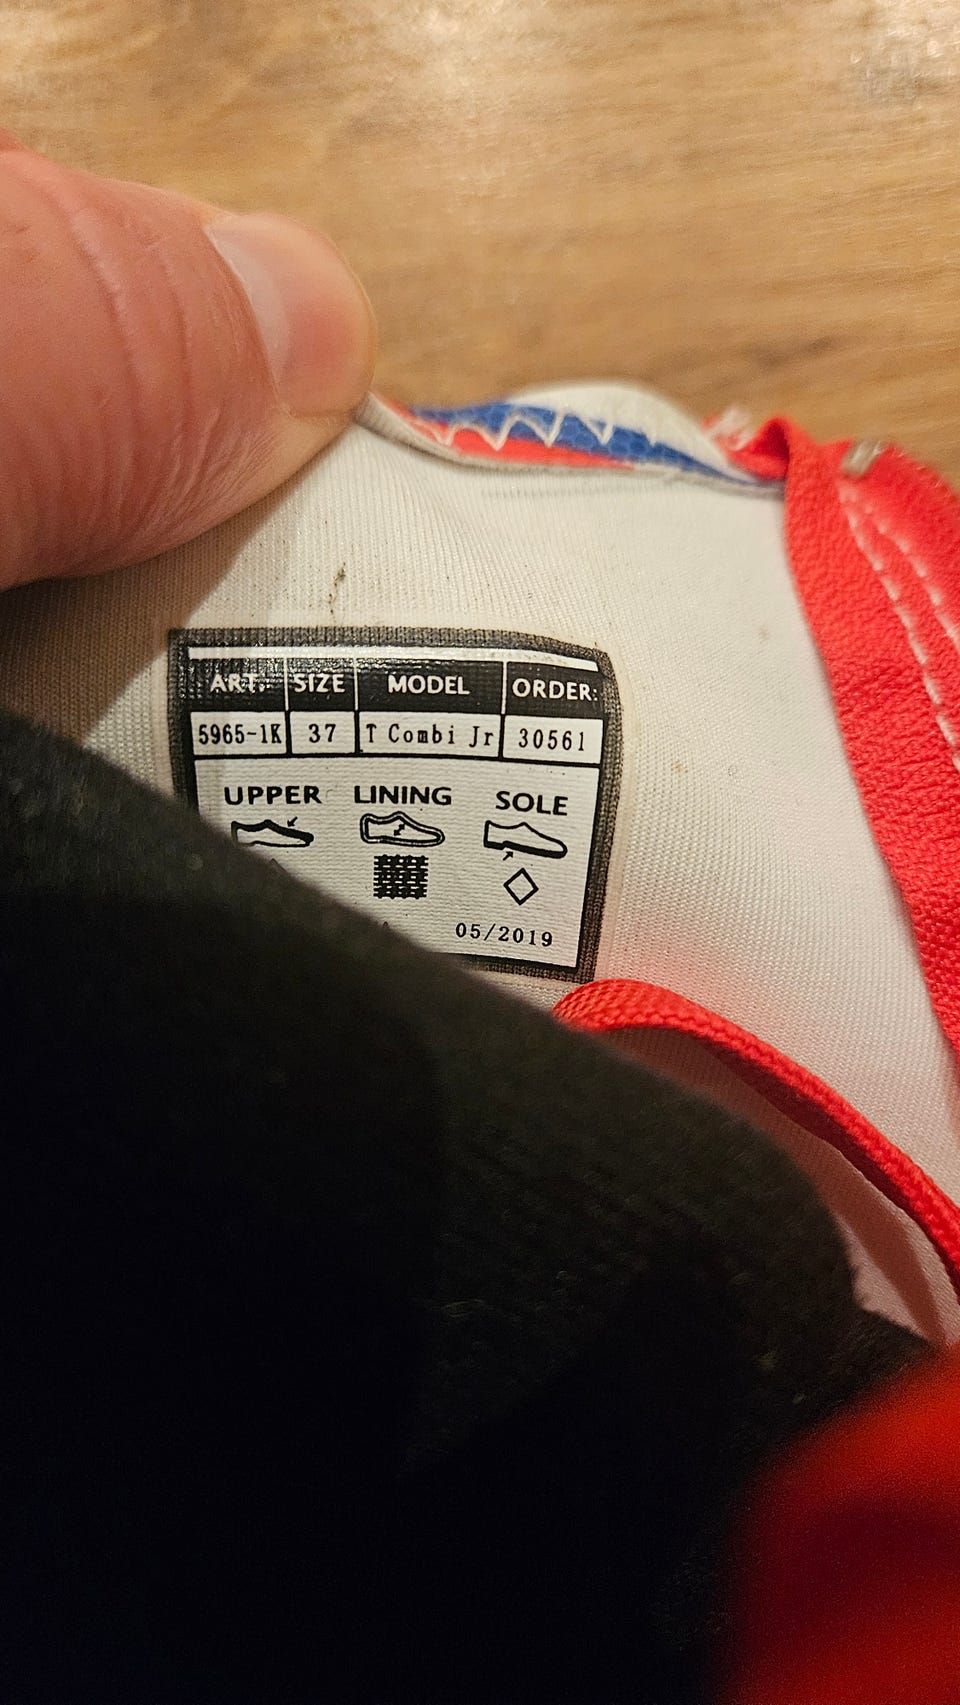 ART. SIZE MODEL ORDER:
5965-1K 37 T Combi Jr 30561
UPPER LINING SOLE
05/2019